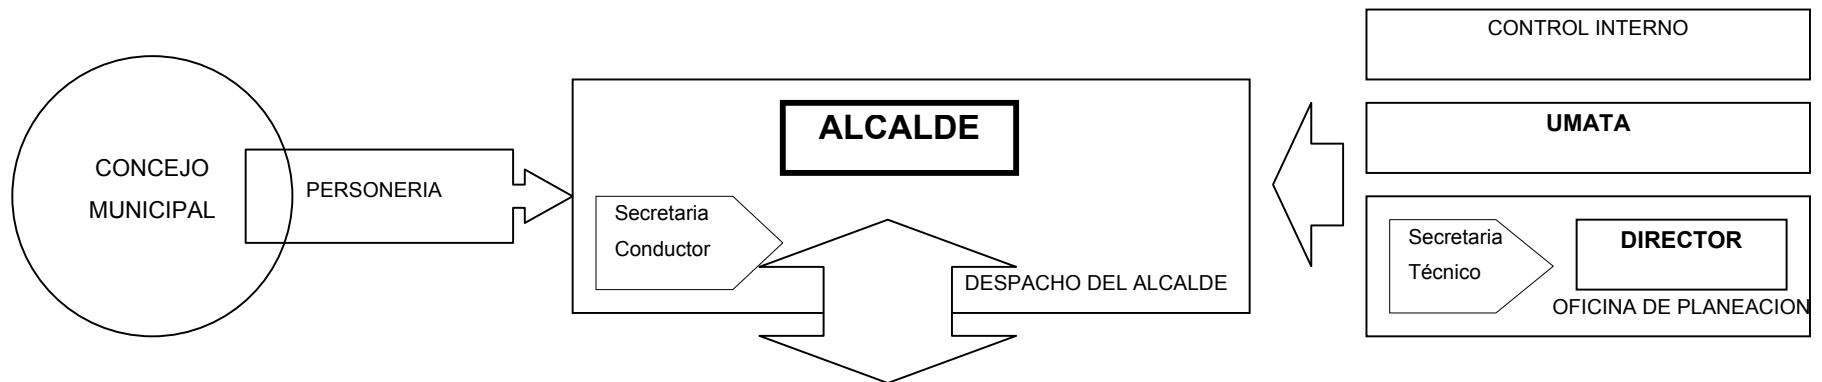 CONCEJO
MUNICIPAL
PERSONERIA
ALCALDE
Secretaria
Conductor
DESPACHO DEL ALCALDE
CONTROL INTERNO
UMATA
Secretaria
Técnico
DIRECTOR
OFICINA DE PLANEACION